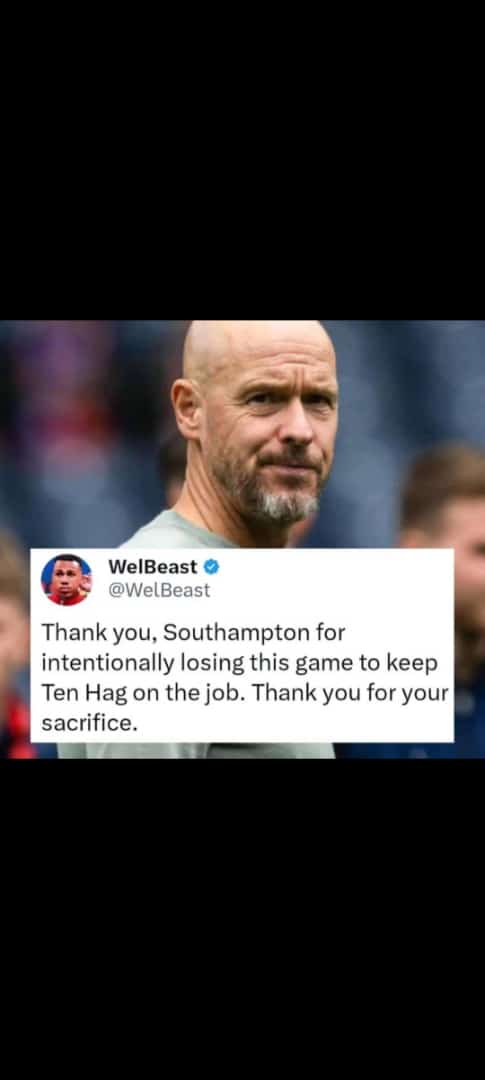 WelBeast
@WelBeast
Thank you, Southampton for
intentionally losing this game to keep
Ten Hag on the job. Thank you for your
sacrifice.